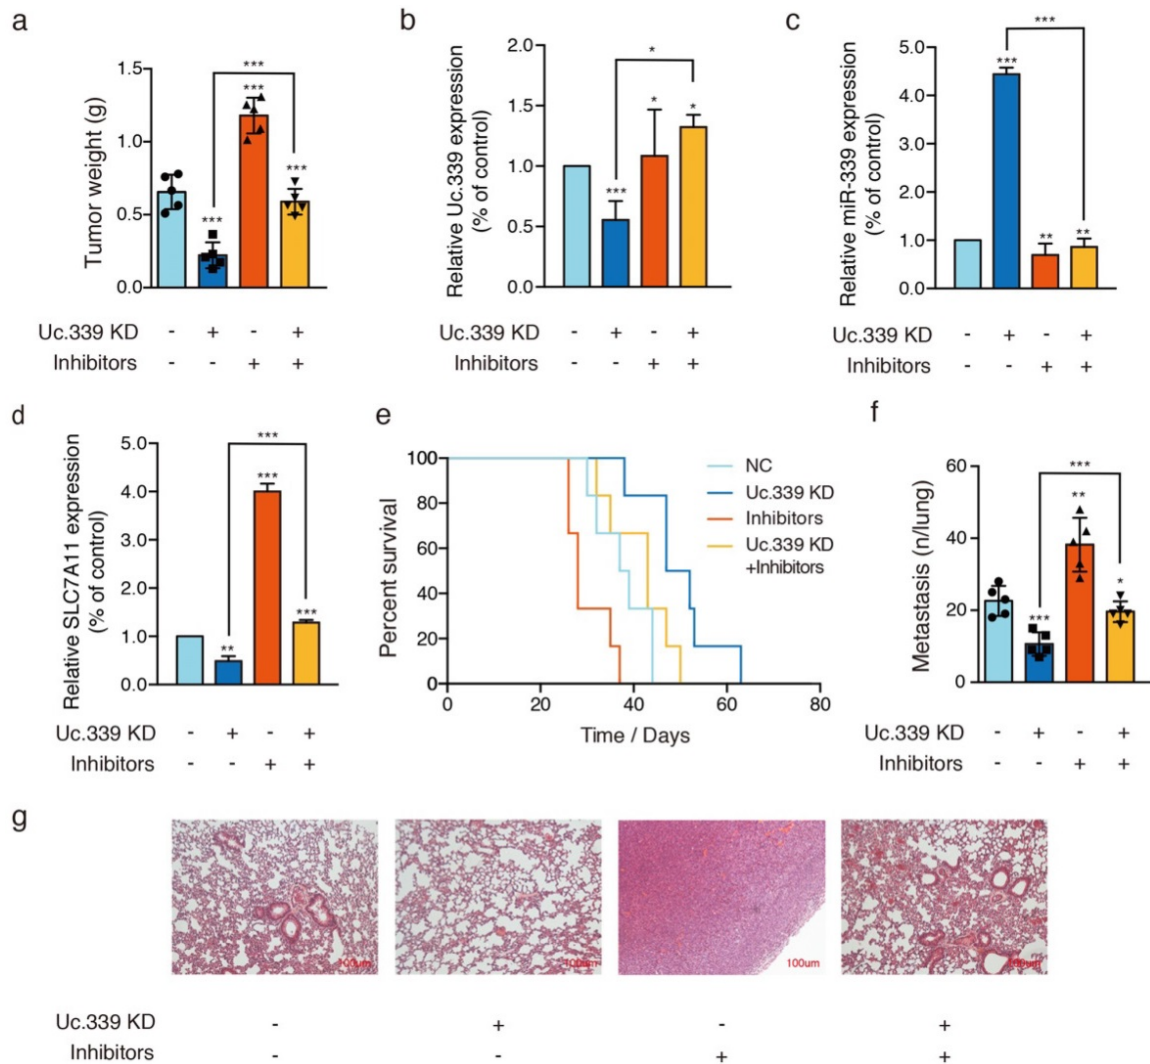 a
Tumor weight (g)
1.5
1.0
0.5
0.0
***
***
***
***
Uc.339 KD - + - +
Inhibitors - - + +
b
Relative Uc.339 expression
(% of control)
2.0
1.5
1.0
0.5
0.0
*
***
*
*
Uc.339 KD - + - +
Inhibitors - - + +
c
Relative miR-339 expression
(% of control)
5.0
4.0
3.0
2.0
1.0
0.0
***
***
**
**
Uc.339 KD - + - +
Inhibitors - - + +
d
Relative SLC7A11 expression
(% of control)
5.0
4.0
3.0
2.0
1.0
0.0
***
**
***
***
Uc.339 KD - + - +
Inhibitors - - + +
e
Percent survival
100
80
60
40
20
0
0 20 40 60 80
Time / Days
NC
Uc.339 KD
Inhibitors
Uc.339 KD
+Inhibitors
f
Metastasis (n/lung)
60
40
20
0
***
***
**
*
Uc.339 KD - + - +
Inhibitors - - + +
g
100um 100um 100um 100um
Uc.339 KD - + - +
Inhibitors - - + +